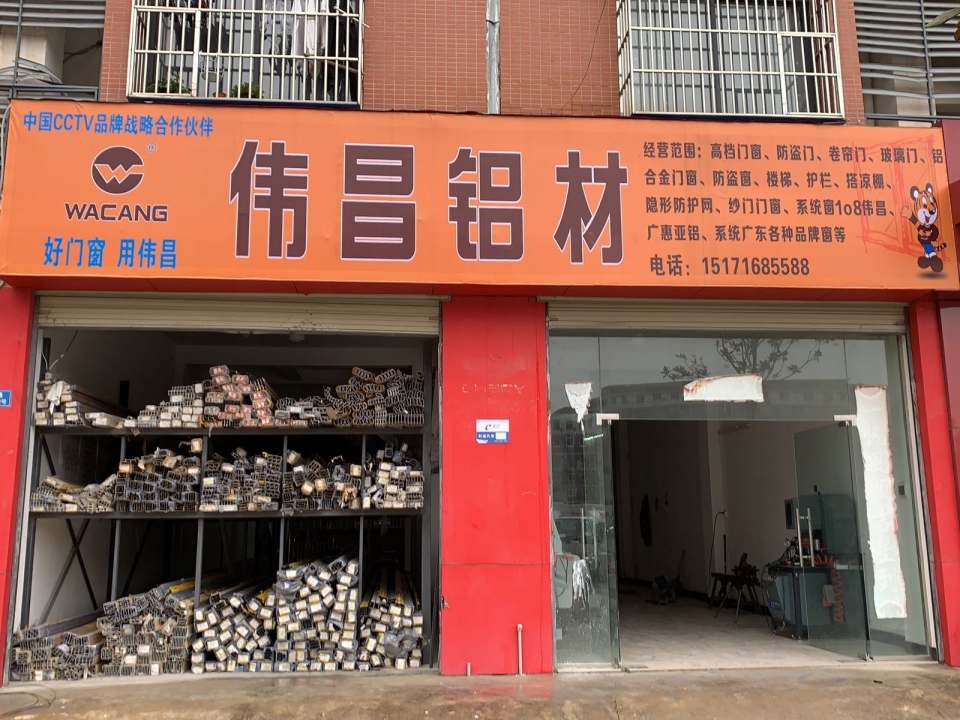 中国CCTV品牌战略合作伙伴
WACANG
好门窗 用伟昌
伟昌铝材
经营范围：高档门窗、防盗门、卷帘门、玻璃门、铝
合金门窗、防盗窗、楼梯、护栏、搭凉棚、
隐形防护网、纱门门窗、系统窗1o8伟昌、
广惠亚铝、系统广东各种品牌窗等
电话：15171685588